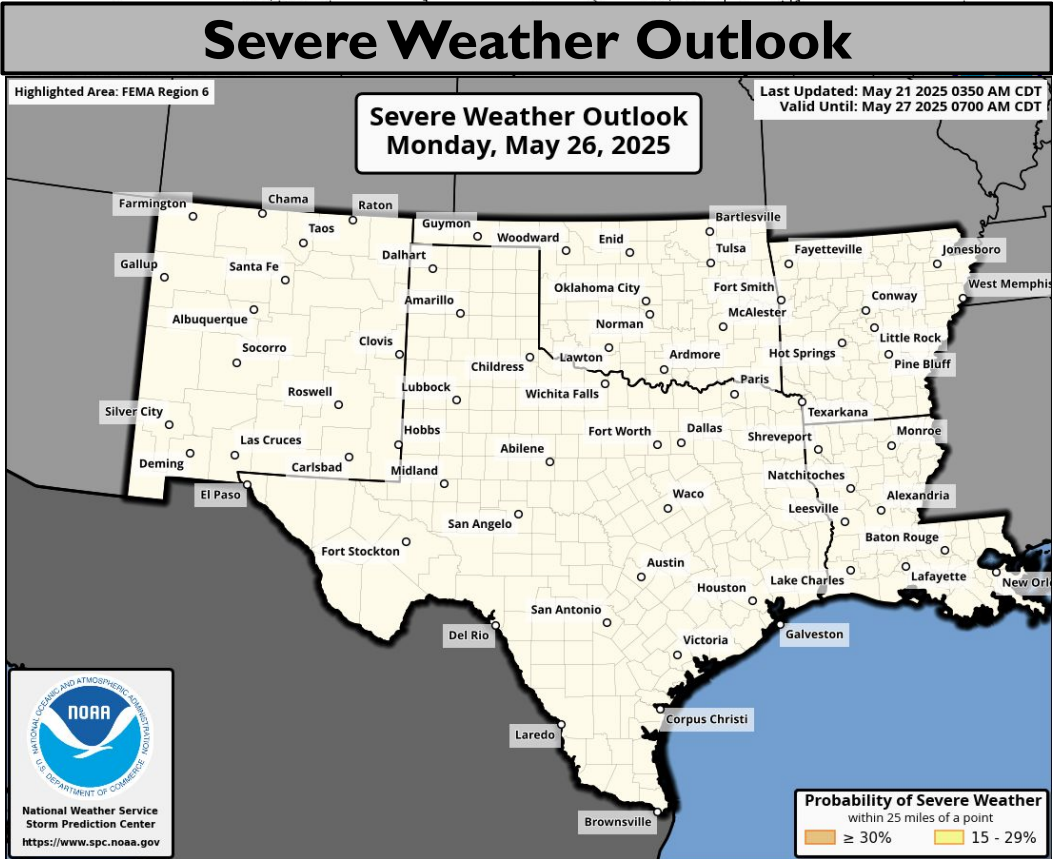 Severe Weather Outlook
Highlighted Area: FEMA Region 6
Severe Weather Outlook
Monday, May 26, 2025
Last Updated: May 21 2025 0350 AM CDT
Valid Until: May 27 2025 0700 AM CDT
Farmington
Chama
Raton
Taos
Guymon
Woodward
Enid
Bartlesville
Tulsa
Fayetteville
Jonesboro
Gallup
Santa Fe
Dalhart
Oklahoma City
Fort Smith
West Memphis
Albuquerque
Amarillo
Norman
McAlester
Conway
Socorro
Clovis
Childress
Lawton
Ardmore
Hot Springs
Little Rock
Pine Bluff
Roswell
Lubbock
Wichita Falls
Paris
Texarkana
Silver City
Las Cruces
Hobbs
Abilene
Fort Worth
Dallas
Shreveport
Monroe
Deming
Carlsbad
Midland
Natchitoches
El Paso
Waco
Leesville
Alexandria
San Angelo
Fort Stockton
Baton Rouge
Austin
Houston
Lake Charles
Lafayette
New Orle
San Antonio
Del Rio
Victoria
Galveston
Laredo
Corpus Christi
Brownsville
NATIONAL OCEANIC AND ATMOSPHERIC ADMINISTRATION
NOAA
U.S. DEPARTMENT OF COMMERCE
National Weather Service
Storm Prediction Center
https://www.spc.noaa.gov
Probability of Severe Weather
within 25 miles of a point
≥ 30%
15 - 29%